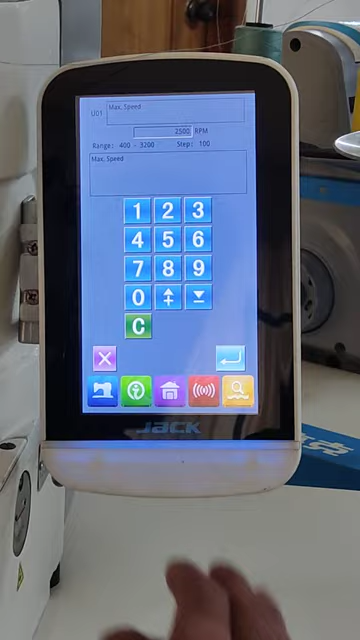 U01 Max. Speed
2500 RPM
Range: 400 - 3200 Step: 100
Max. Speed
1 2 3
4 5 6
7 8 9
0
C
JACK